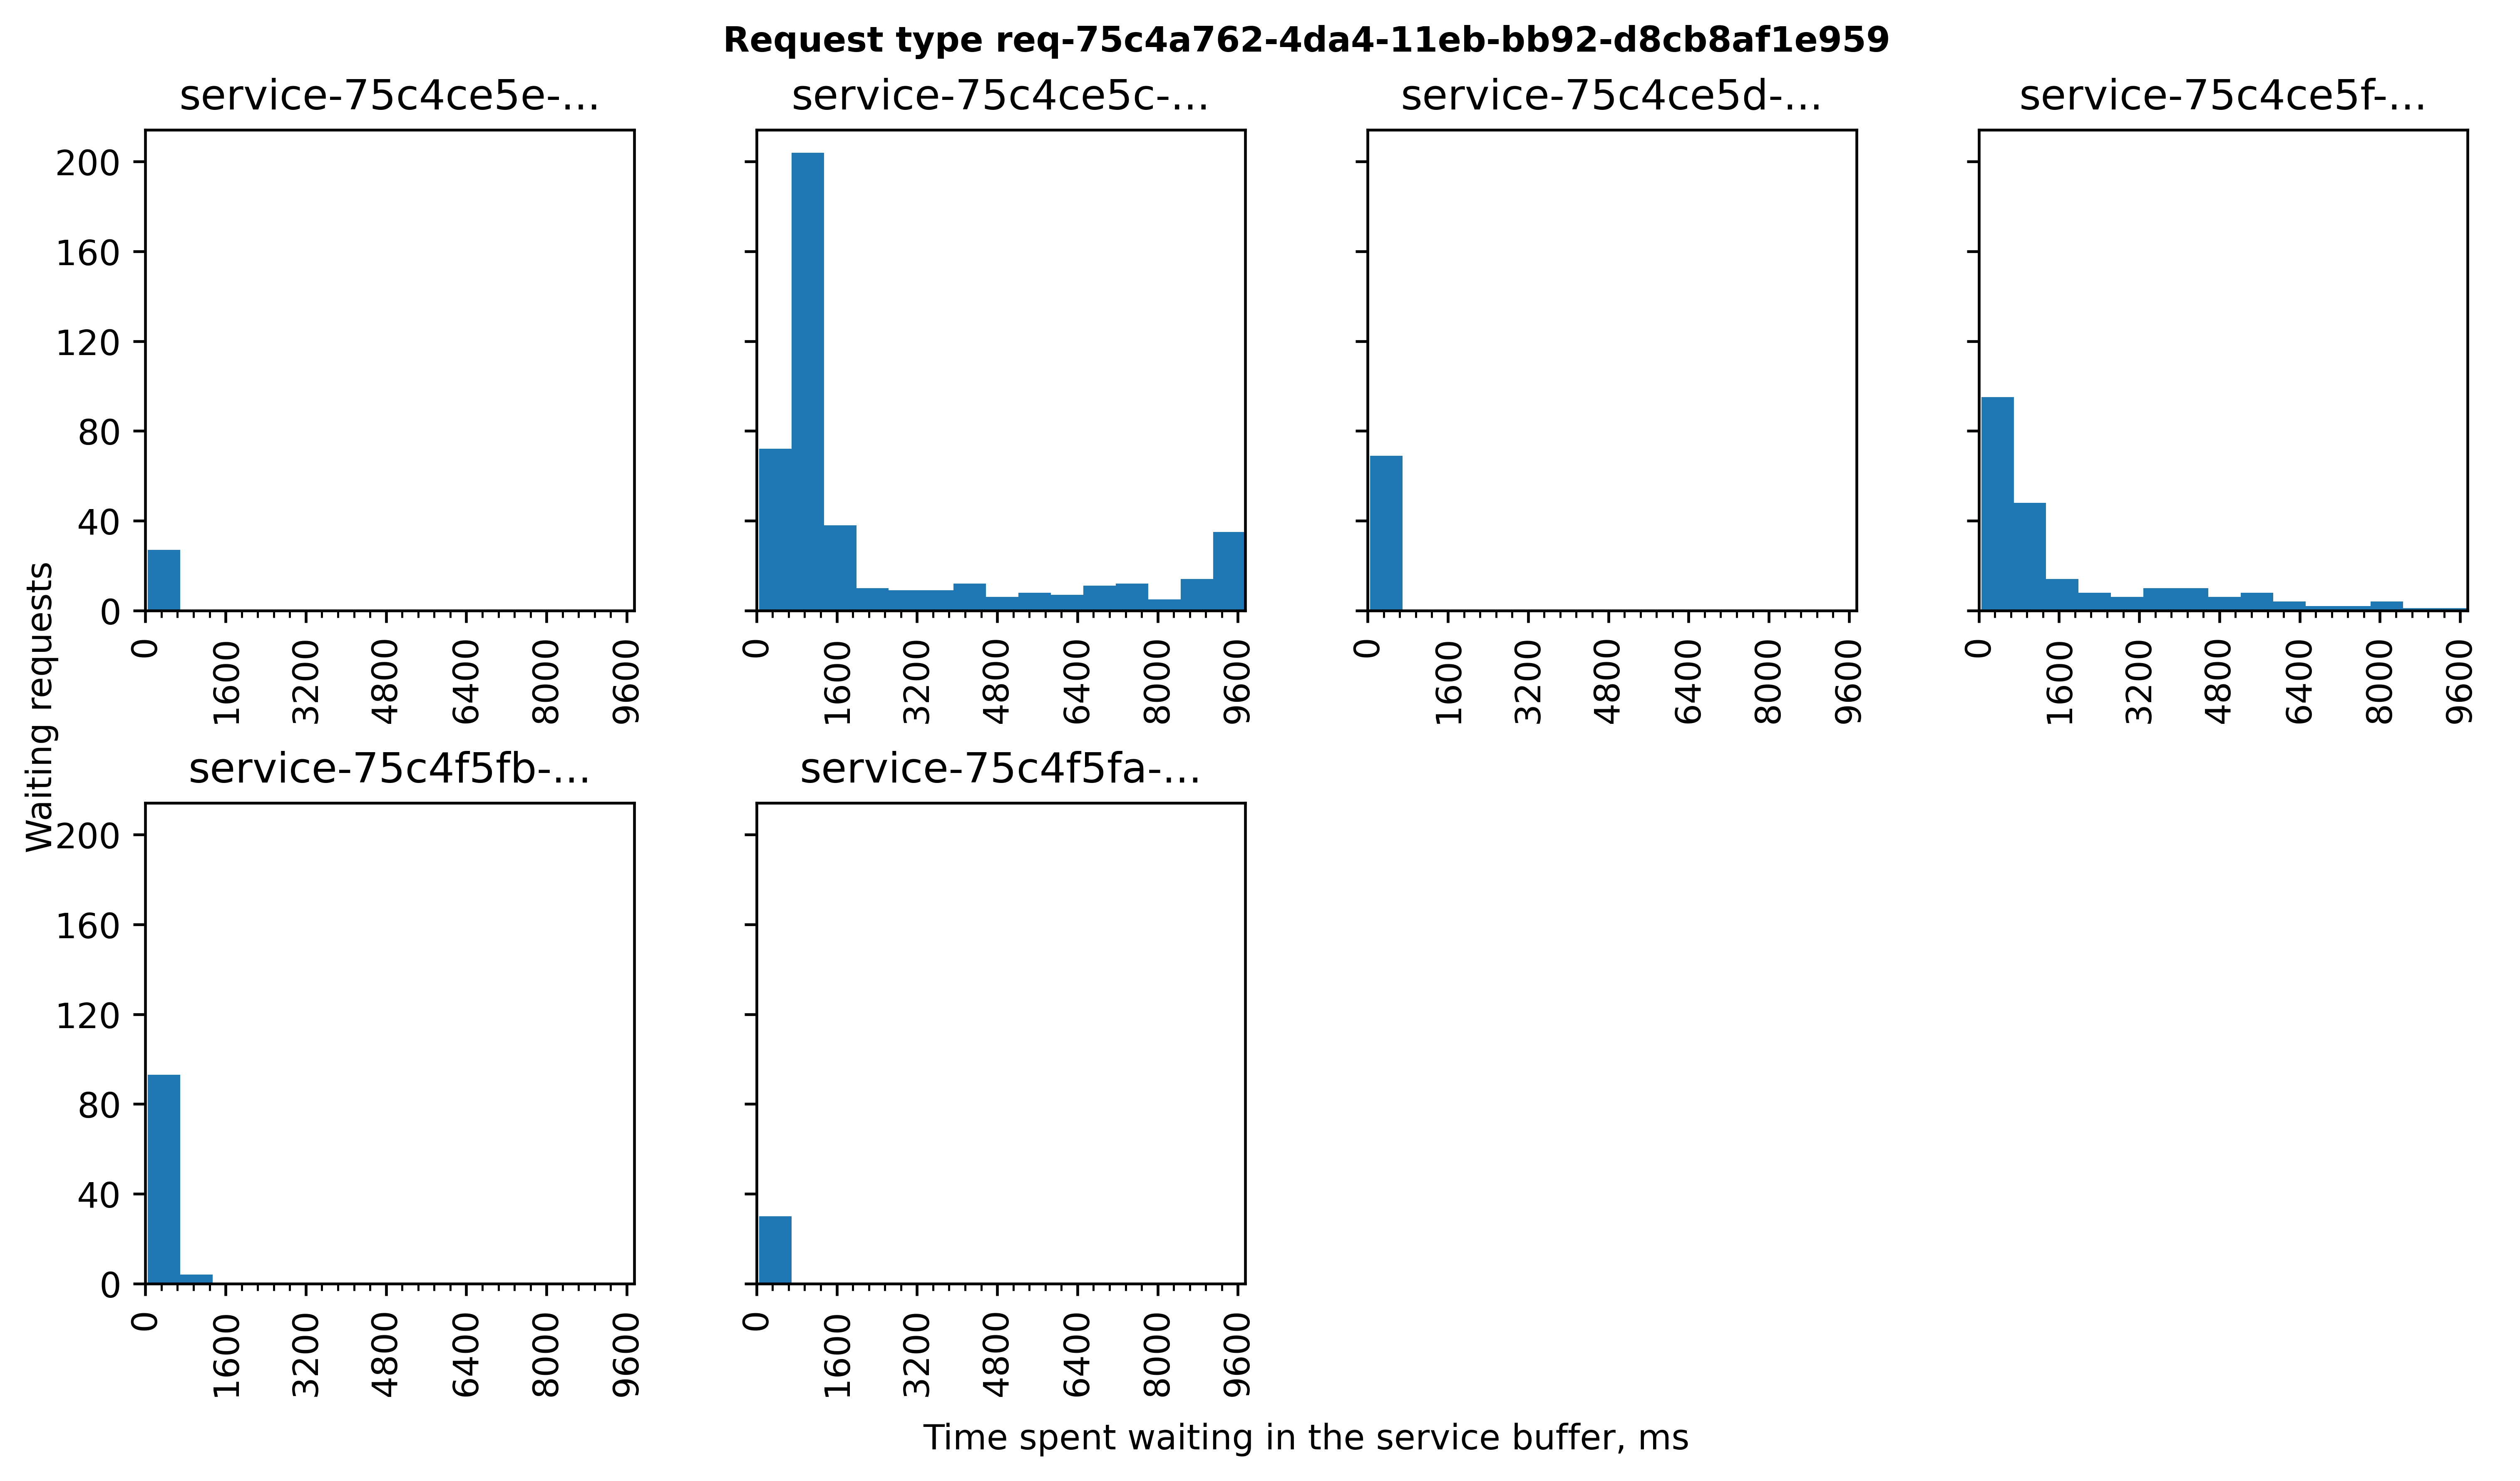 Request type req-75c4a762-4da4-11eb-bb92-d8cb8af1e959
service-75c4ce5e-...
service-75c4ce5c-...
service-75c4ce5d-...
service-75c4ce5f-...
200
160
120
80
40
0
0 1600 3200 4800 6400 8000 9600
0 1600 3200 4800 6400 8000 9600
0 1600 3200 4800 6400 8000 9600
0 1600 3200 4800 6400 8000 9600
Waiting requests
service-75c4f5fb-...
service-75c4f5fa-...
200
160
120
80
40
0
0 1600 3200 4800 6400 8000 9600
0 1600 3200 4800 6400 8000 9600
Time spent waiting in the service buffer, ms